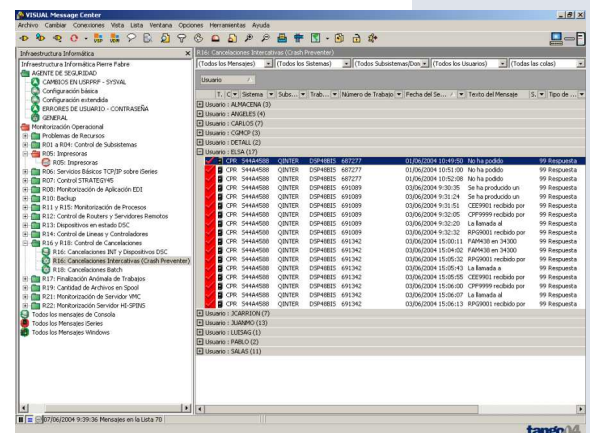 VISUAL Message Center
Archivo Cambiar Conexiones Vista Lista Ventana Opciones Herramientas Ayuda
Infraestructura Informática
Infraestructura Informática Pierre Fabre
AGENTE DE SEGURIDAD
CAMBIOS EN USRPRF - SYSVAL
Configuración básica
Configuración extendida
ERRORES DE USUARIO - CONTRASEÑA
GENERAL
Monitorización Operacional
Problemas de Recursos
R01 a R04: Control de Subsistemas
R05: Impresoras
R05: Impresoras
R06: Servicios Básicos TCP/IP sobre iSeries
R07: Control STRATEGY45
R08: Monitorización de Aplicación EDI
R10: Backup
R11 y R15: Monitorización de Procesos
R12: Control de Routers y Servidores Remotos
R13: Dispositivos en estado DSC
R14: Control de Líneas y Controladores
R16 y R18: Control de Cancelaciones
R16: Cancelaciones INT y Dispositivos DSC
R16: Cancelaciones Intercativas (Crash Preventer)
R18: Cancelaciones Batch
R17: Finalización Anómala de Trabajos
R19: Cantidad de Archivos en Spool
R21: Monitorización de Servidor VMC
R22: Monitorización Servidor HI-SPINS
Todos los mensajes de Consola
Todos los Mensajes iSeries
Todos los Mensajes Windows
R16: Cancelaciones Intercativas (Crash Preventer)
(Todos los Mensajes) (Todos los Sistemas) (Todos Subsistemas/Don (Todos los Usuarios) (Todas las colas)
Usuario
T. C Sistema Subs... Trab... Número de Trabajo Fecha del Se... Texto del Mensaje S. Tipo de ...
Usuario : ALMACENA (3)
Usuario : ANGELES (4)
Usuario : CARLOS (7)
Usuario : CGMCP (3)
Usuario : DETALL (2)
Usuario : ELSA (17)
CPR S44A4588 QINTER DSP48BIS 687277 01/06/2004 10:49:50 No ha podido 99 Respuesta
CPR S44A4588 QINTER DSP48BIS 687277 01/06/2004 10:51:00 No ha podido 99 Respuesta
CPR S44A4588 QINTER DSP48BIS 687277 01/06/2004 10:52:08 No ha podido 99 Respuesta
CPR S44A4588 QINTER DSP48BIS 691089 03/06/2004 9:30:35 Se ha producido un 99 Respuesta
CPR S44A4588 QINTER DSP48BIS 691089 03/06/2004 9:31:24 Se ha producido un 99 Respuesta
CPR S44A4588 QINTER DSP48BIS 691089 03/06/2004 9:31:51 CEE9901 recibido por 99 Respuesta
CPR S44A4588 QINTER DSP48BIS 691089 03/06/2004 9:32:05 CPF9999 recibido por 99 Respuesta
CPR S44A4588 QINTER DSP48BIS 691089 03/06/2004 9:32:20 La llamada al 99 Respuesta
CPR S44A4588 QINTER DSP48BIS 691089 03/06/2004 9:32:32 RPG9001 recibido por 99 Respuesta
CPR S44A4588 QINTER DSP48BIS 691342 03/06/2004 15:00:11 FAM438 en 34300 99 Respuesta
CPR S44A4588 QINTER DSP48BIS 691342 03/06/2004 15:04:02 FAM438 en 34300 99 Respuesta
CPR S44A4588 QINTER DSP48BIS 691342 03/06/2004 15:05:32 RPG9001 recibido por 99 Respuesta
CPR S44A4588 QINTER DSP48BIS 691342 03/06/2004 15:05:43 La llamada a 99 Respuesta
CPR S44A4588 QINTER DSP48BIS 691342 03/06/2004 15:05:55 CEE9901 recibido por 99 Respuesta
CPR S44A4588 QINTER DSP48BIS 691342 03/06/2004 15:06:00 CPF9999 recibido por 99 Respuesta
CPR S44A4588 QINTER DSP48BIS 691342 03/06/2004 15:06:07 La llamada al 99 Respuesta
CPR S44A4588 QINTER DSP48BIS 691342 03/06/2004 15:06:13 RPG9001 recibido por 99 Respuesta
Usuario : JCARRION (7)
Usuario : JUANMO (13)
Usuario : LUISAG (1)
Usuario : PABLO (2)
Usuario : SALAS (11)
07/06/2004 9:39:36 Mensajes en la Lista 70
tango04